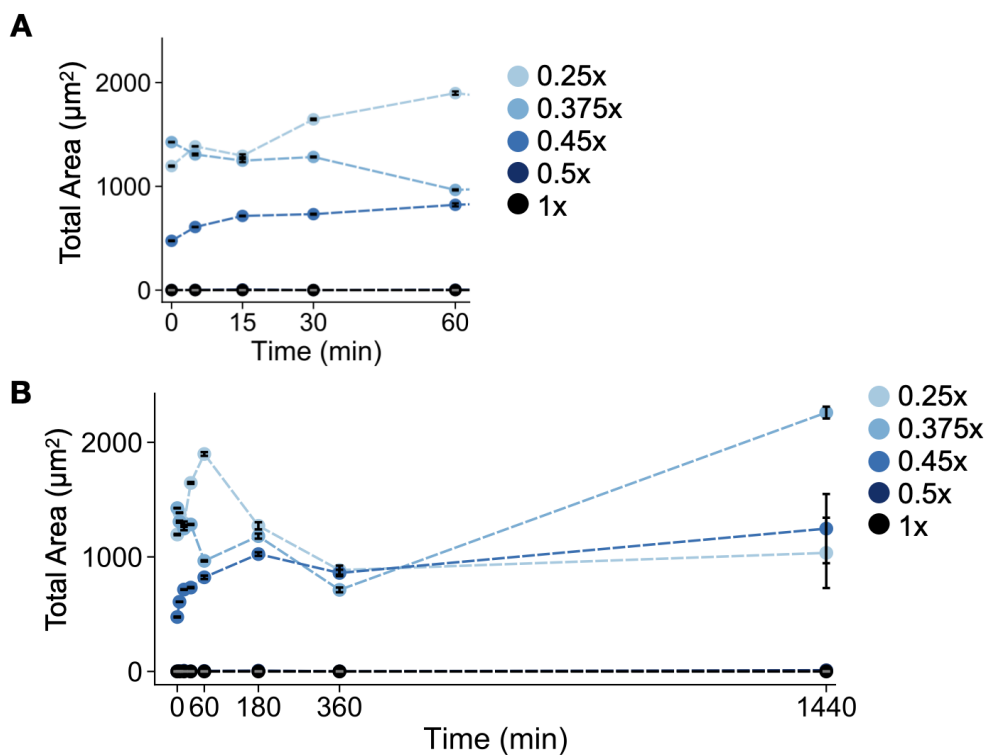 A
Total Area (µm²)
2000
1000
0
0 15 30 60
Time (min)
0.25x
0.375x
0.45x
0.5x
1x
B
Total Area (µm²)
2000
1000
0
0 60 180 360 1440
Time (min)
0.25x
0.375x
0.45x
0.5x
1x